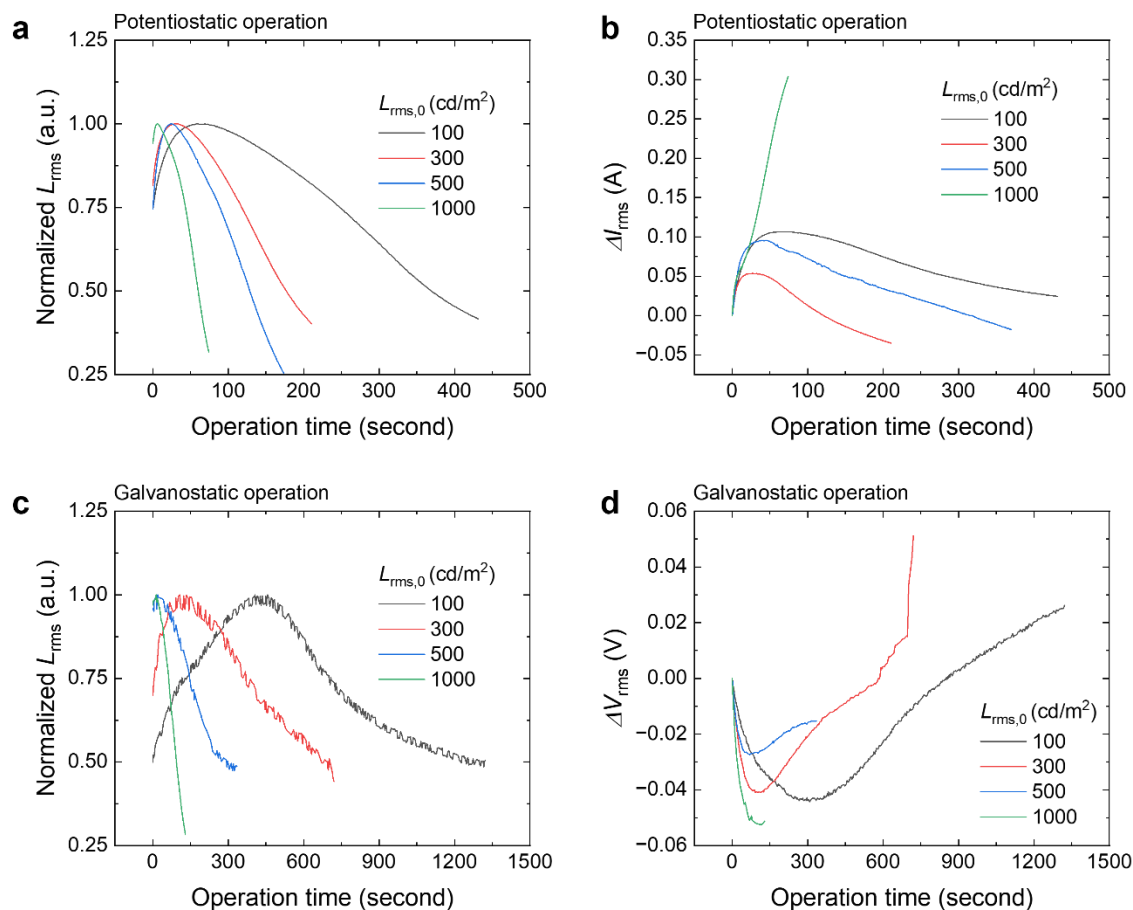 a
Potentiostatic operation
1.25
1.00
0.75
0.50
0.25
Normalized L_rms (a.u.)
L_rms,0 (cd/m²)
100
300
500
1000
0 100 200 300 400 500
Operation time (second)
b
Potentiostatic operation
0.35
0.30
0.25
0.20
0.15
0.10
0.05
0.00
−0.05
ΔI_rms (A)
L_rms,0 (cd/m²)
100
300
500
1000
0 100 200 300 400 500
Operation time (second)
c
Galvanostatic operation
1.25
1.00
0.75
0.50
0.25
Normalized L_rms (a.u.)
L_rms,0 (cd/m²)
100
300
500
1000
0 300 600 900 1200 1500
Operation time (second)
d
Galvanostatic operation
0.06
0.04
0.02
0.00
−0.02
−0.04
−0.06
ΔV_rms (V)
L_rms,0 (cd/m²)
100
300
500
1000
0 300 600 900 1200 1500
Operation time (second)